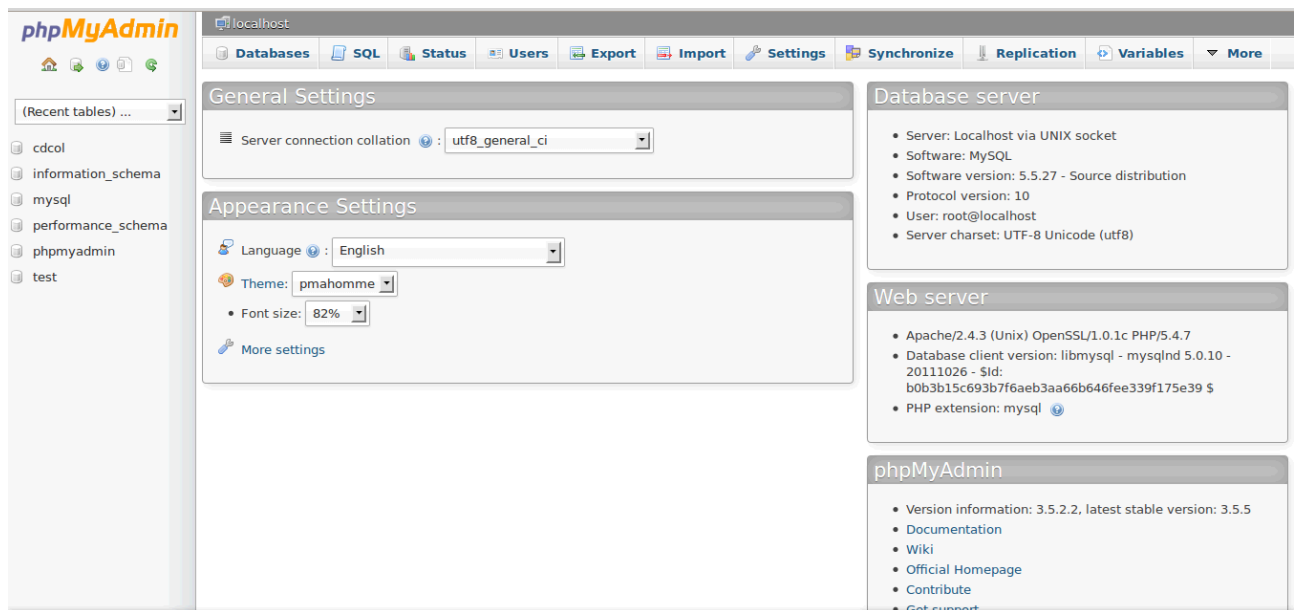 phpMyAdmin
(Recent tables) ...
cdcol
information_schema
mysql
performance_schema
phpmyadmin
test
localhost
Databases SQL Status Users Export Import Settings Synchronize Replication Variables More
General Settings
Server connection collation : utf8_general_ci
Appearance Settings
Language : English
Theme: pmahomme
Font size: 82%
More settings
Database server
Server: Localhost via UNIX socket
Software: MySQL
Software version: 5.5.27 - Source distribution
Protocol version: 10
User: root@localhost
Server charset: UTF-8 Unicode (utf8)
Web server
Apache/2.4.3 (Unix) OpenSSL/1.0.1c PHP/5.4.7
Database client version: libmysql - mysqlnd 5.0.10 -
20111026 - $Id:
b0b3b15c693b7f6aeb3aa66b646fee339f175e39 $
PHP extension: mysql
phpMyAdmin
Version information: 3.5.2.2, latest stable version: 3.5.5
Documentation
Wiki
Official Homepage
Contribute
Get support